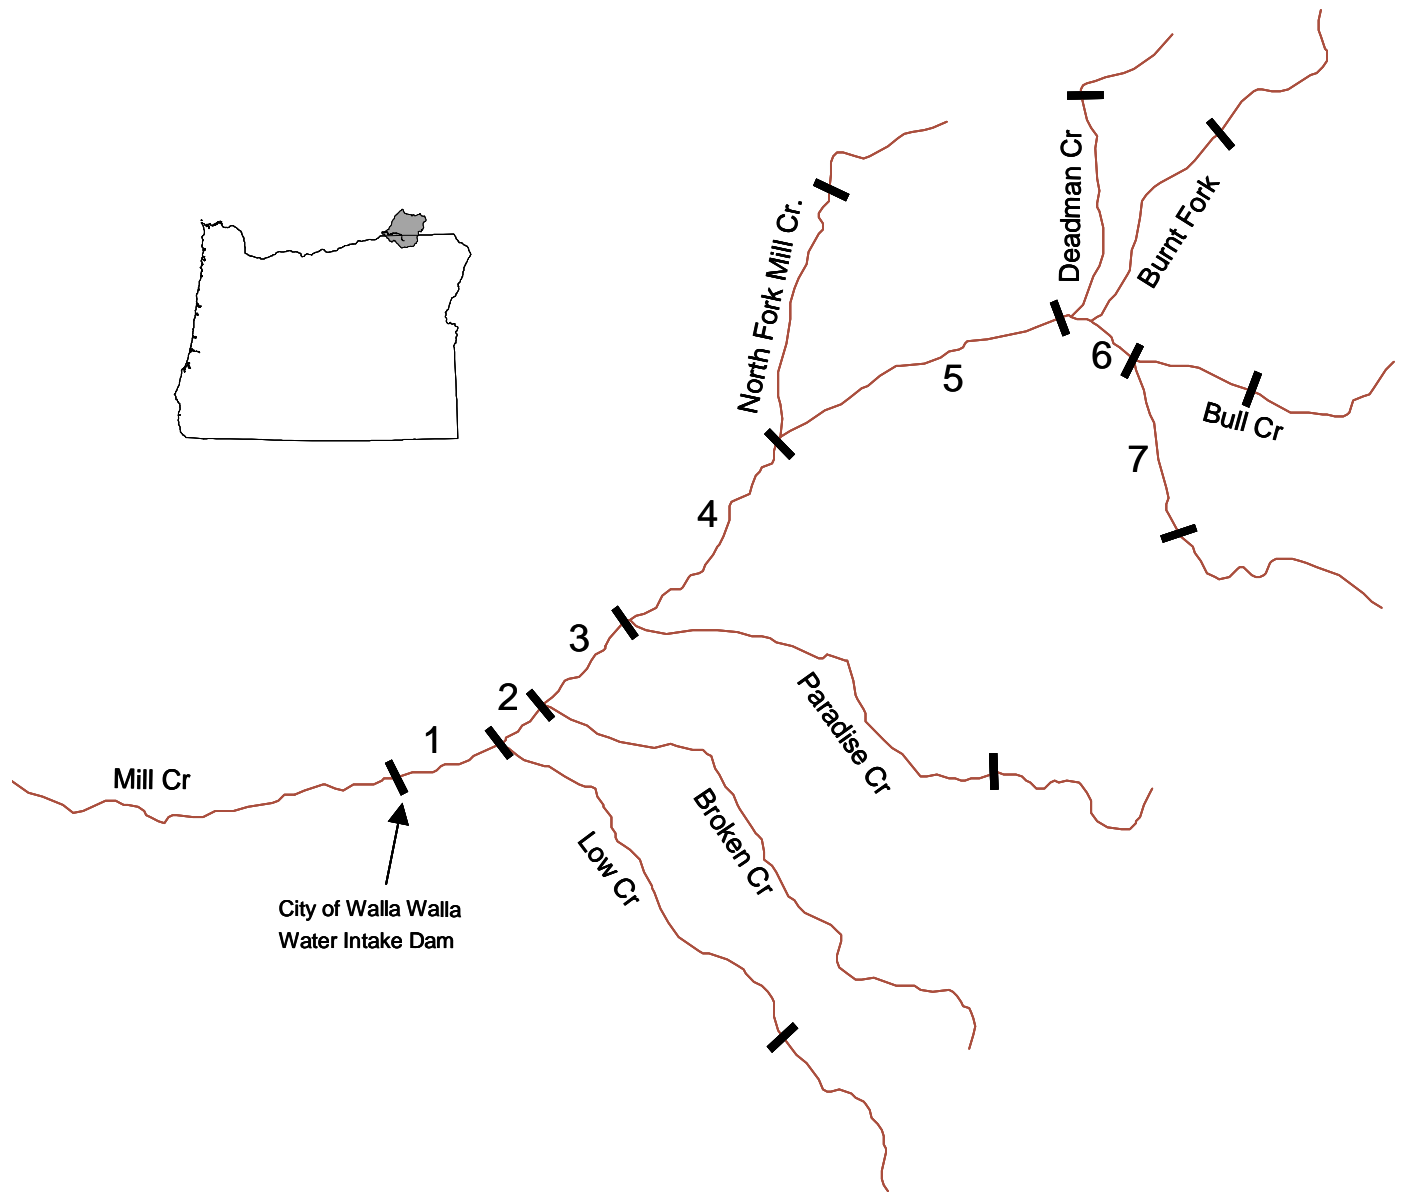 Deadman Cr
Burnt Fork
North Fork Mill Cr.
6
5
Bull Cr
7
4
3
2
Paradise Cr
1
Mill Cr
Broken Cr
Low Cr
City of Walla Walla
Water Intake Dam